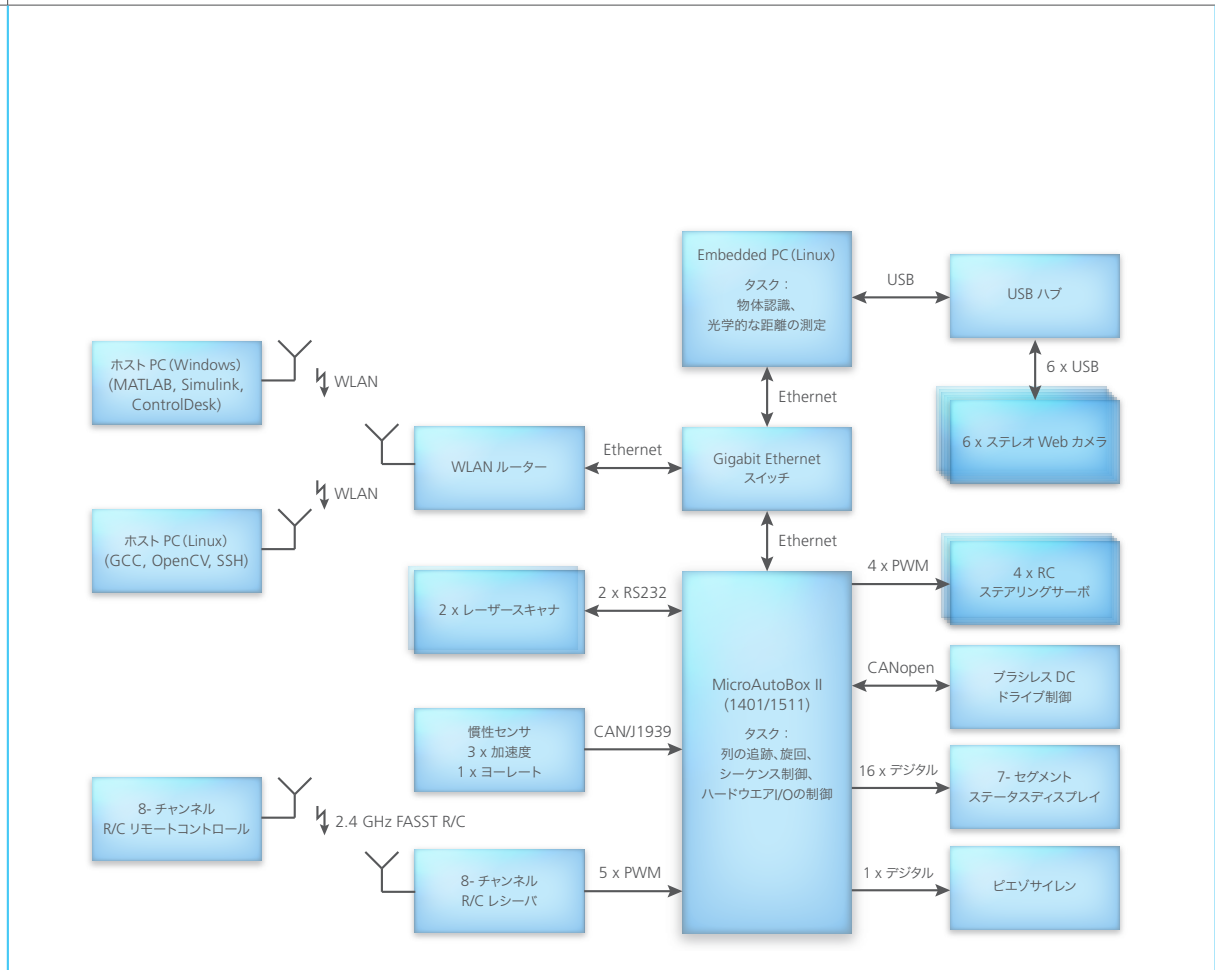 Embedded PC(Linux)
タスク：
物体認識、
光学的な距離の測定
USB
USB ハブ
6 x USB
6 x ステレオ Web カメラ
ホスト PC(Windows)
(MATLAB, Simulink,
ControlDesk)
WLAN
Ethernet
WLAN ルーター
Ethernet
Gigabit Ethernet
スイッチ
WLAN
ホスト PC(Linux)
(GCC, OpenCV, SSH)
Ethernet
2 x レーザースキャナ
2 x RS232
4 x PWM
4 x RC
ステアリングサーボ
MicroAutoBox II
(1401/1511)
タスク：
列の追跡、旋回、
シーケンス制御、
ハードウエアI/Oの制御
CANopen
ブラシレス DC
ドライブ制御
慣性センサ
3 x 加速度
1 x ヨーレート
CAN/J1939
16 x デジタル
7- セグメント
ステータスディスプレイ
8- チャンネル
R/C リモートコントロール
2.4 GHz FASST R/C
8- チャンネル
R/C レシーバ
5 x PWM
1 x デジタル
ピエゾサイレン